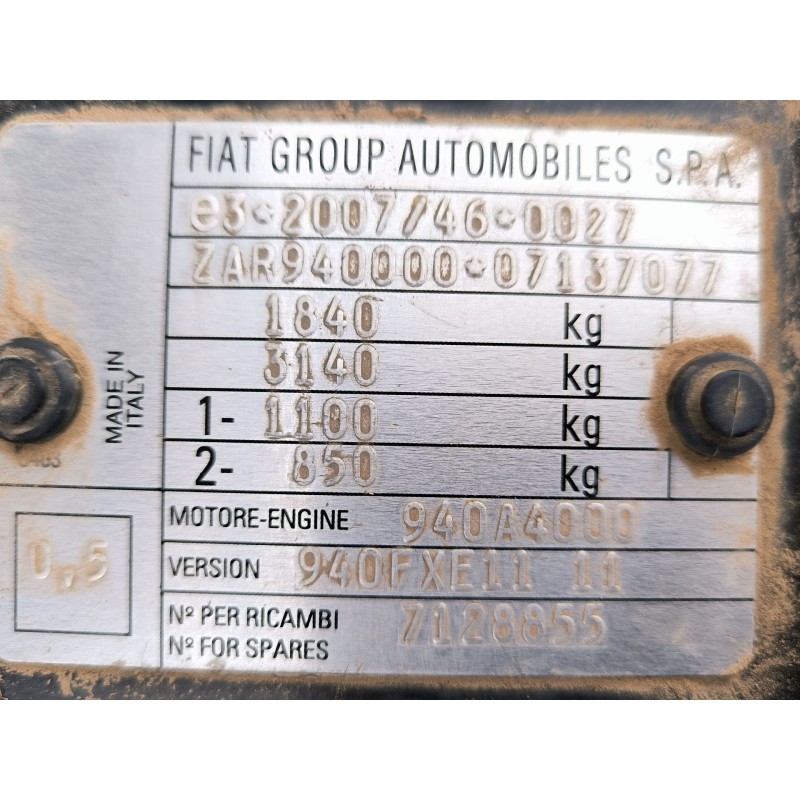 FIAT GROUP AUTOMOBILES S.P.A.
e3*2007/46*0027
ZAR940000*07137077
1840 kg
3140 kg
1- 1100 kg
2- 850 kg
MADE IN
ITALY
0,5
MOTORE-ENGINE 940A4000
VERSION 940FXE11 11
Nº PER RICAMBI 7128855
Nº FOR SPARES